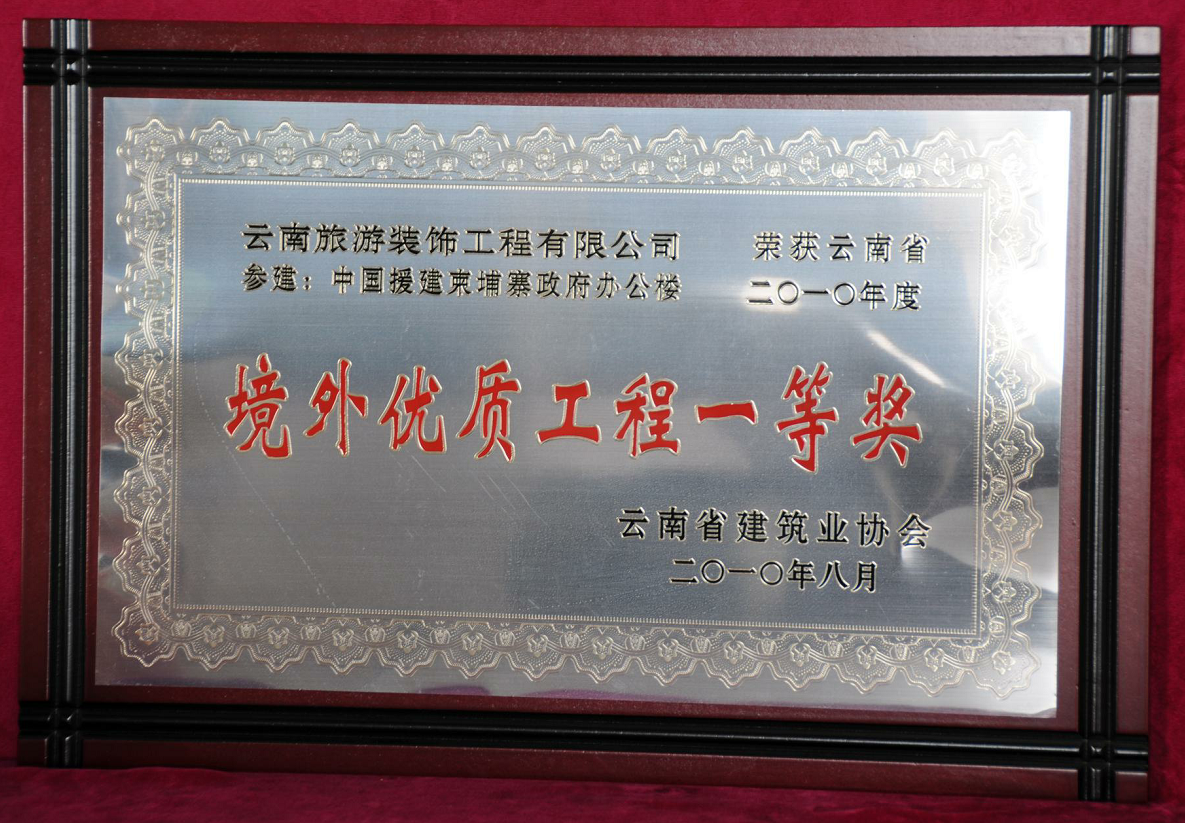 云南旅游装饰工程有限公司 荣获云南省
参建：中国援建柬埔寨政府办公楼 二〇一〇年度
境外优质工程一等奖
云南省建筑业协会
二〇一〇年八月